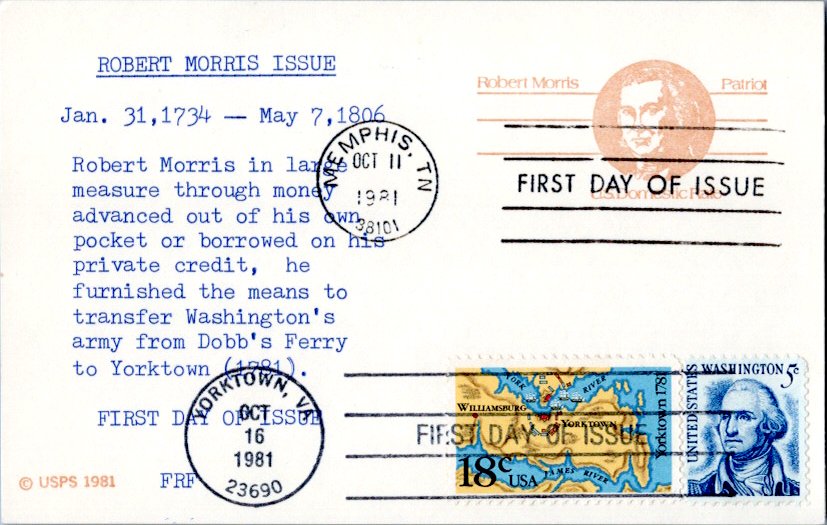 ROBERT MORRIS ISSUE
Jan. 31,1734 — May 7,1806
Robert Morris in large
measure through money
advanced out of his own
pocket or borrowed on his
private credit, he
furnished the means to
transfer Washington's
army from Dobb's Ferry
to Yorktown (1781).
FIRST DAY OF ISSUE
FRF
© USPS 1981
MEMPHIS, TN
OCT 11
1981
38101
Robert Morris Patriot
U.S. Domestic Rate
FIRST DAY OF ISSUE
YORKTOWN, VA
OCT
16
1981
23690
FIRST DAY OF ISSUE
YORK RIVER
WILLIAMSBURG
YORKTOWN
JAMES RIVER
Yorktown 1781
18c USA
UNITED STATES
WASHINGTON 5c